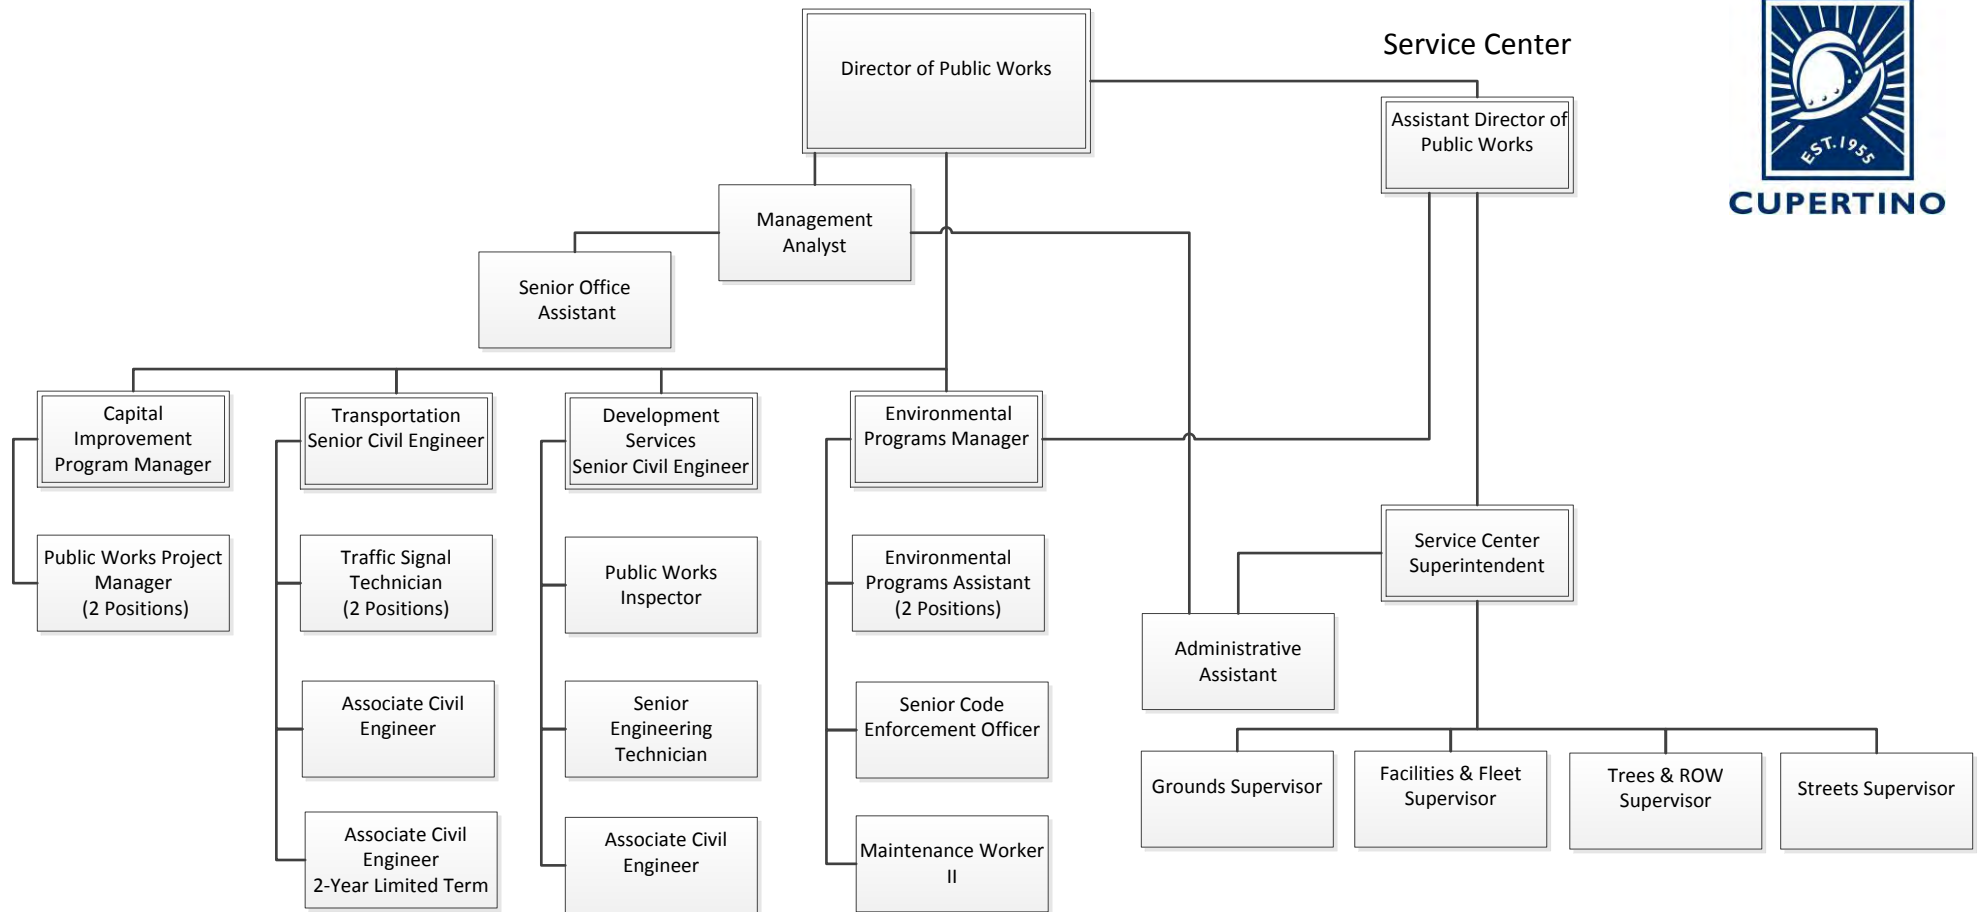 Director of Public Works
Service Center
EST. 1955
CUPERTINO
Assistant Director of
Public Works
Management
Analyst
Senior Office
Assistant
Capital
Improvement
Program Manager
Transportation
Senior Civil Engineer
Development
Services
Senior Civil Engineer
Environmental
Programs Manager
Public Works Project
Manager
(2 Positions)
Traffic Signal
Technician
(2 Positions)
Public Works
Inspector
Environmental
Programs Assistant
(2 Positions)
Service Center
Superintendent
Administrative
Assistant
Associate Civil
Engineer
Senior
Engineering
Technician
Senior Code
Enforcement Officer
Grounds Supervisor
Facilities & Fleet
Supervisor
Trees & ROW
Supervisor
Streets Supervisor
Associate Civil
Engineer
2-Year Limited Term
Associate Civil
Engineer
Maintenance Worker
II